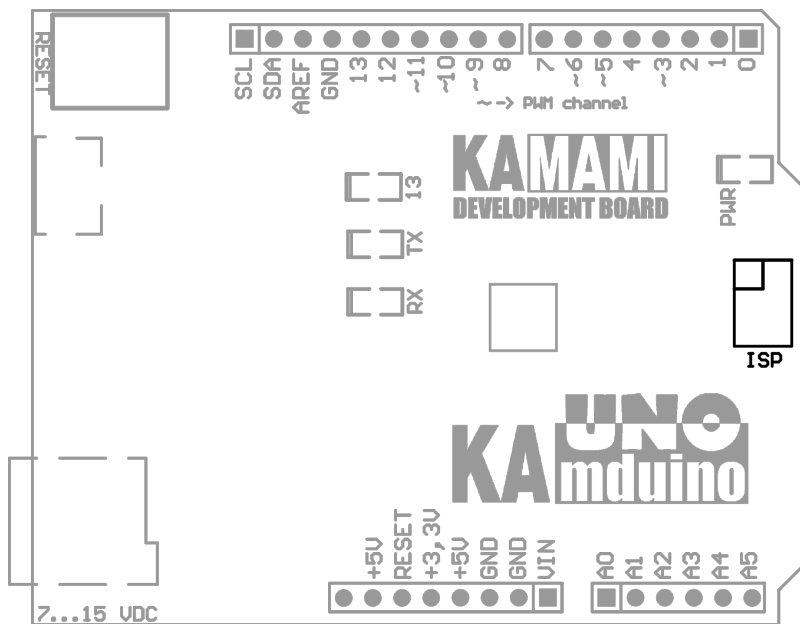 RESET
SCL SDA AREF GND 13 12 ~11 ~10 ~9 8 7 ~6 ~5 4 ~3 2 1 0
~-> PWM channel
KAMAMI
DEVELOPMENT BOARD
13
PWR
TX
RX
ISP
UNO
KAmduino
+5V RESET +3,3V +5V GND GND VIN A0 A1 A2 A3 A4 A5
7...15 VDC